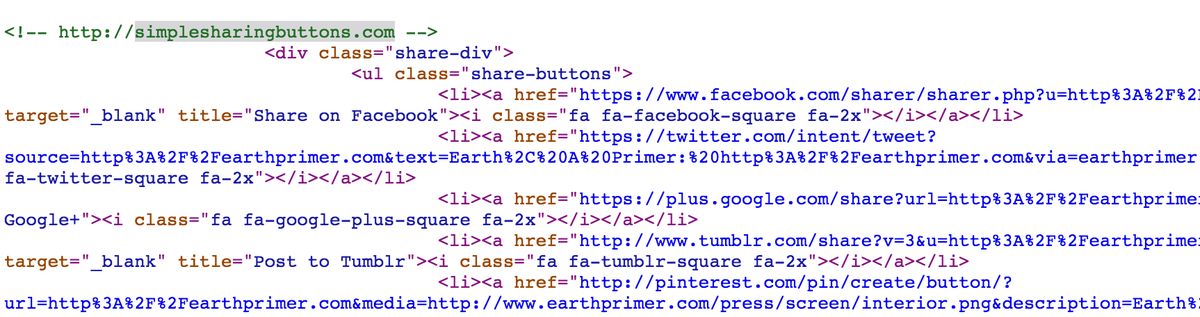 <!-- http://simplesharingbuttons.com -->
<div class="share-div">
<ul class="share-buttons">
<li><a href="https://www.facebook.com/sharer/sharer.php?u=http%3A%2F%2
target="_blank" title="Share on Facebook"><i class="fa fa-facebook-square fa-2x"></i></a></li>
<li><a href="https://twitter.com/intent/tweet?
source=http%3A%2F%2Fearthprimer.com&text=Earth%2C%20A%20Primer:%20http%3A%2F%2Fearthprimer.com&via=earthprimer
fa-twitter-square fa-2x"></i></a></li>
<li><a href="https://plus.google.com/share?url=http%3A%2F%2Fearthprime
Google+"><i class="fa fa-google-plus-square fa-2x"></i></a></li>
<li><a href="http://www.tumblr.com/share?v=3&u=http%3A%2F%2Fearthprime
target="_blank" title="Post to Tumblr"><i class="fa fa-tumblr-square fa-2x"></i></a></li>
<li><a href="http://pinterest.com/pin/create/button/?
url=http%3A%2F%2Fearthprimer.com&media=http://www.earthprimer.com/press/screen/interior.png&description=Earth%